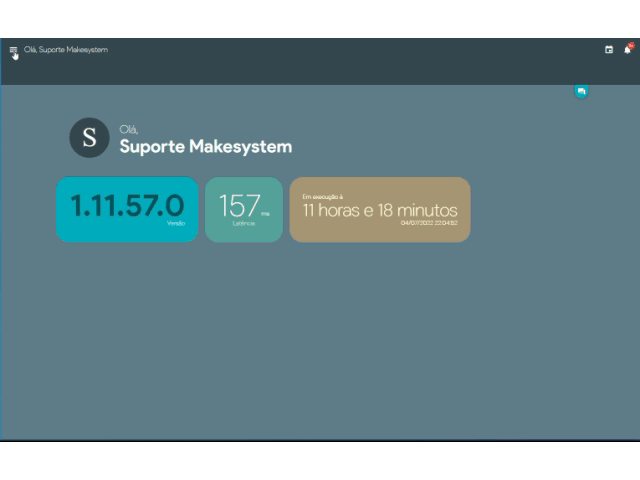 Olá, Suporte Makesystem
S
Olá,
Suporte Makesystem
1.11.57.0
Versão
157 ms
Latência
Em execução à
11 horas e 18 minutos
04/07/2022 22:04:52